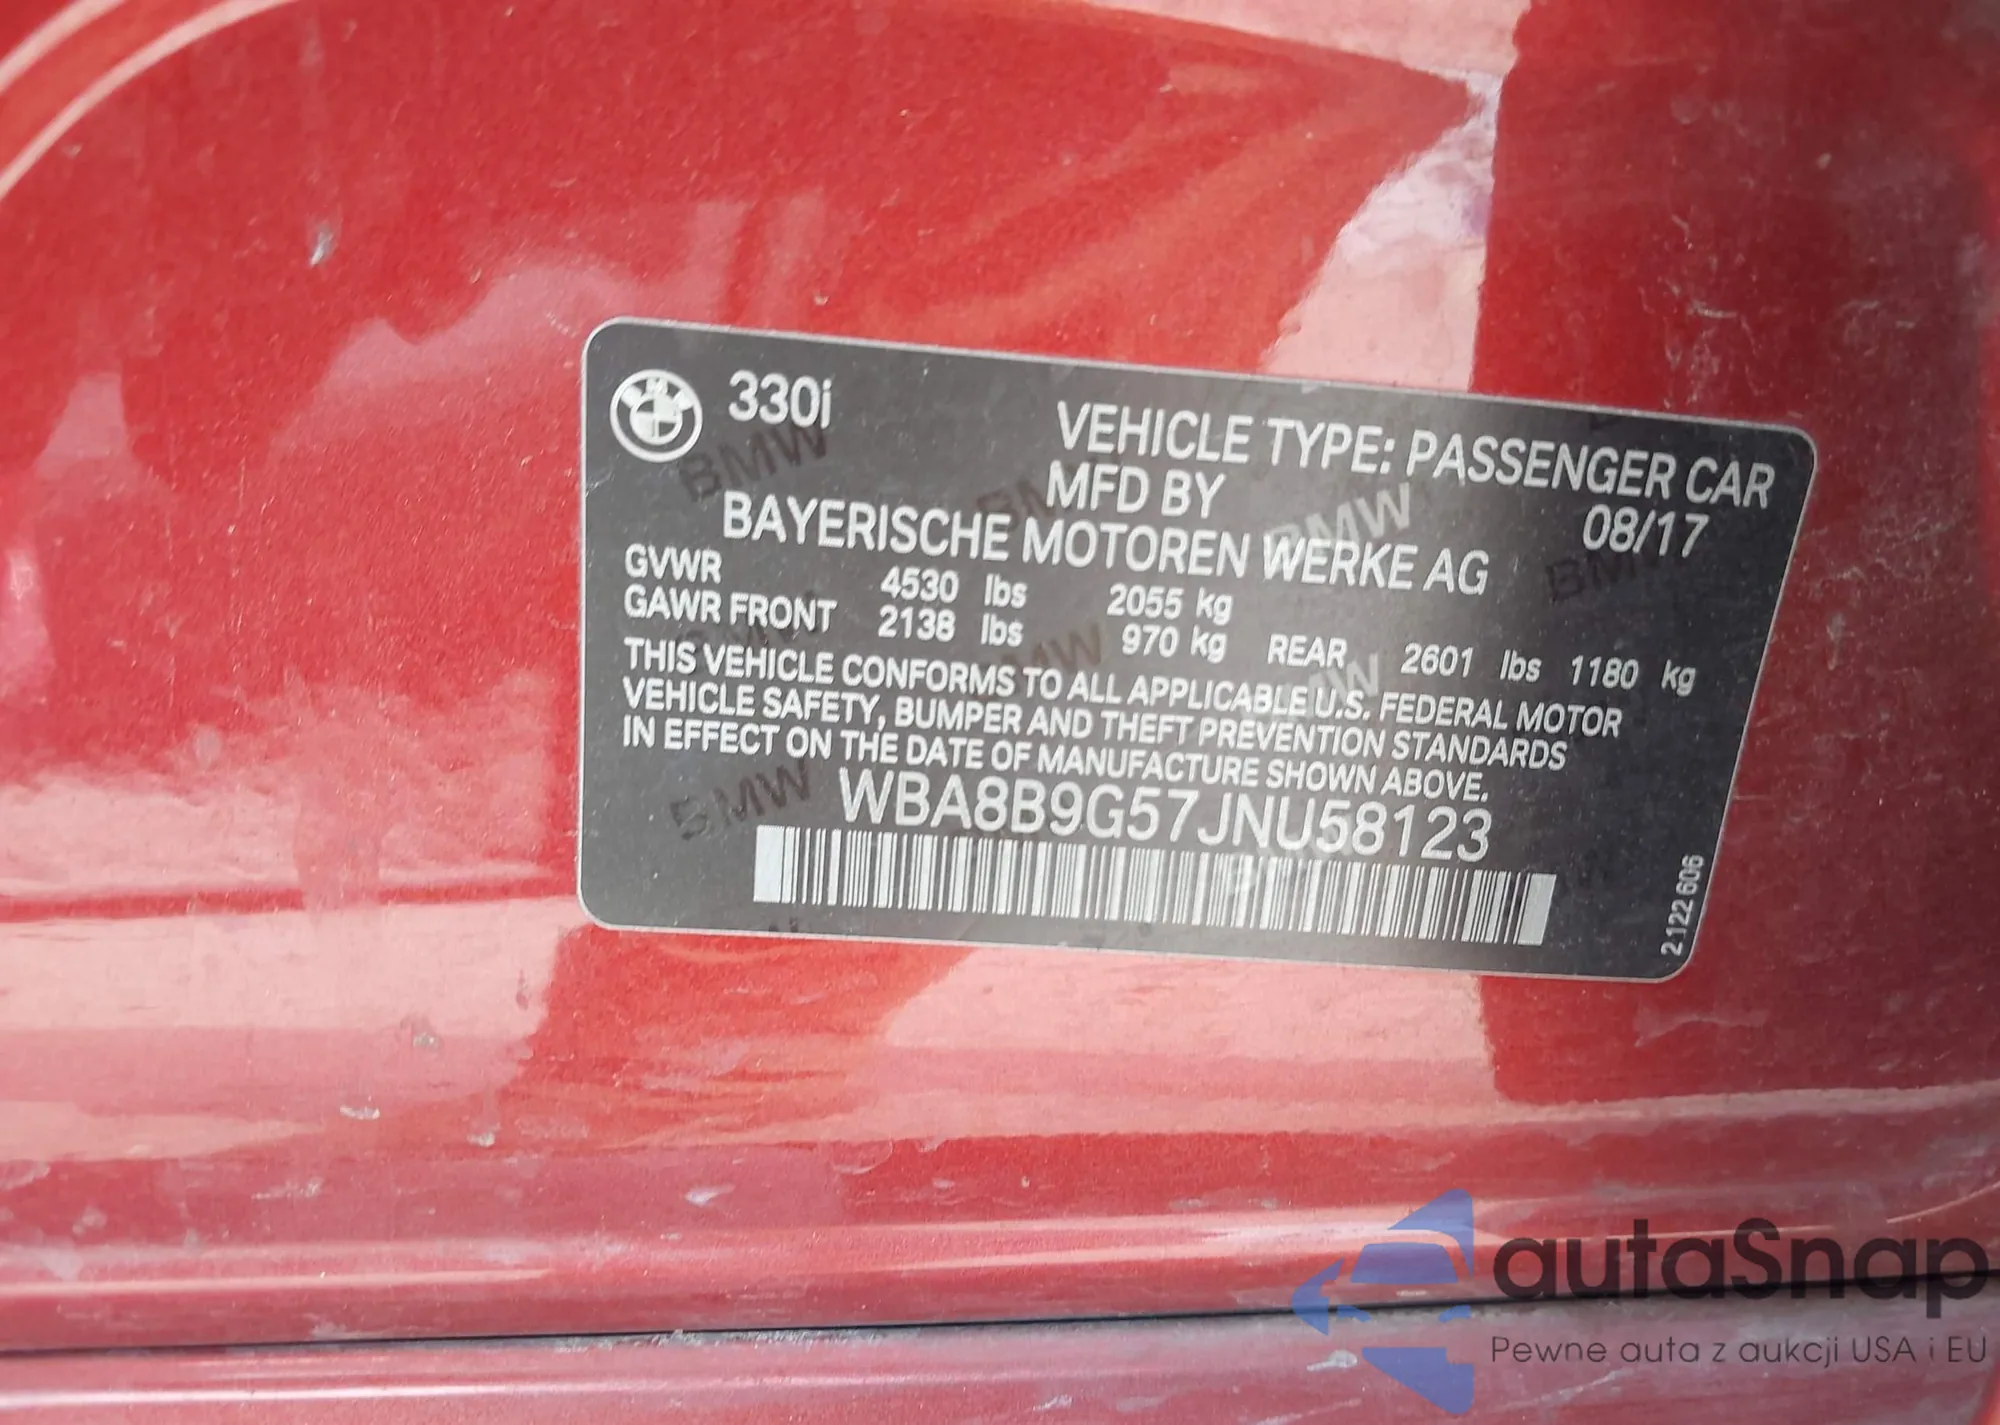 330i
VEHICLE TYPE: PASSENGER CAR
MFD BY 08/17
BAYERISCHE MOTOREN WERKE AG
GVWR 4530 lbs 2055 kg
GAWR FRONT 2138 lbs 970 kg REAR 2601 lbs 1180 kg
THIS VEHICLE CONFORMS TO ALL APPLICABLE U.S. FEDERAL MOTOR
VEHICLE SAFETY, BUMPER AND THEFT PREVENTION STANDARDS
IN EFFECT ON THE DATE OF MANUFACTURE SHOWN ABOVE.
WBA8B9G57JNU58123
2122 606
autaSnap
Pewne auta z aukcji USA i EU